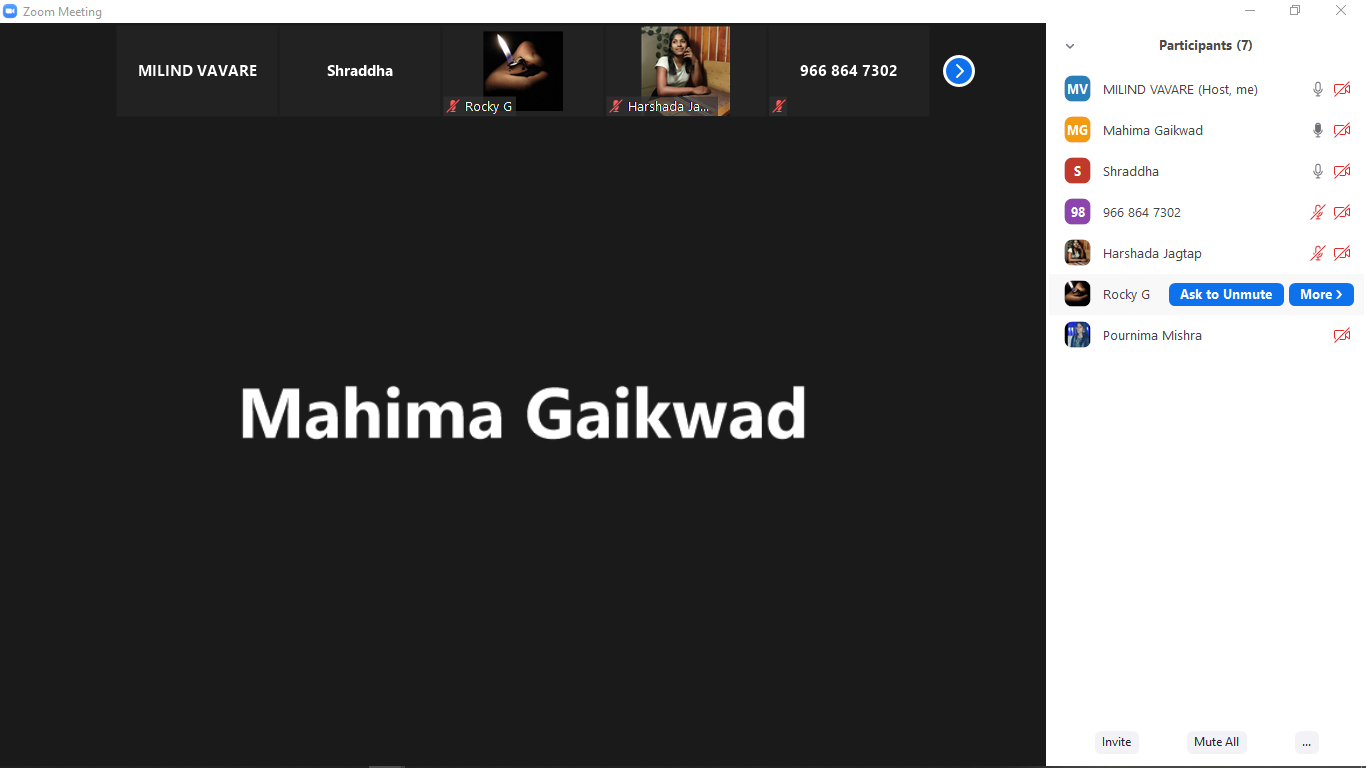 Zoom Meeting
MILIND VAVARE
Shraddha
Rocky G
Harshada Ja...
966 864 7302
Mahima Gaikwad
Participants (7)
MV MILIND VAVARE (Host, me)
MG Mahima Gaikwad
S Shraddha
98 966 864 7302
Harshada Jagtap
Rocky G Ask to Unmute More >
Pournima Mishra
Invite Mute All ...